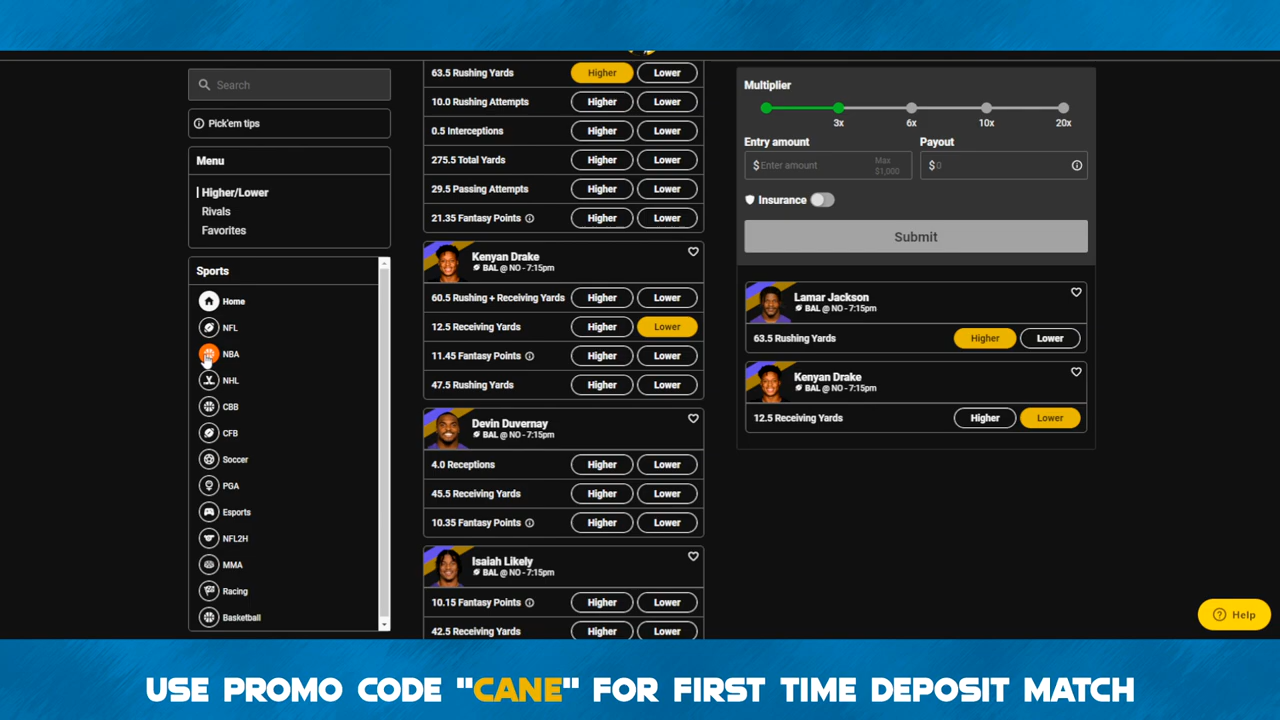 Search
Pick'em tips
Menu
Higher/Lower
Rivals
Favorites
Sports
Home
NFL
NBA
NHL
CBB
CFB
Soccer
PGA
Esports
NFL2H
MMA
Racing
Basketball
63.5 Rushing Yards Higher Lower
10.0 Rushing Attempts Higher Lower
0.5 Interceptions Higher Lower
275.5 Total Yards Higher Lower
29.5 Passing Attempts Higher Lower
21.35 Fantasy Points Higher Lower
Kenyan Drake
BAL @ NO - 7:15pm
60.5 Rushing + Receiving Yards Higher Lower
12.5 Receiving Yards Higher Lower
11.45 Fantasy Points Higher Lower
47.5 Rushing Yards Higher Lower
Devin Duvernay
BAL @ NO - 7:15pm
4.0 Receptions Higher Lower
45.5 Receiving Yards Higher Lower
10.35 Fantasy Points Higher Lower
Isaiah Likely
BAL @ NO - 7:15pm
10.15 Fantasy Points Higher Lower
42.5 Receiving Yards Higher Lower
Multiplier
3x 6x 10x 20x
Entry amount Payout
$ Enter amount Max $1,000 $ 0
Insurance
Submit
Lamar Jackson
BAL @ NO - 7:15pm
63.5 Rushing Yards Higher Lower
Kenyan Drake
BAL @ NO - 7:15pm
12.5 Receiving Yards Higher Lower
Help
USE PROMO CODE "CANE" FOR FIRST TIME DEPOSIT MATCH